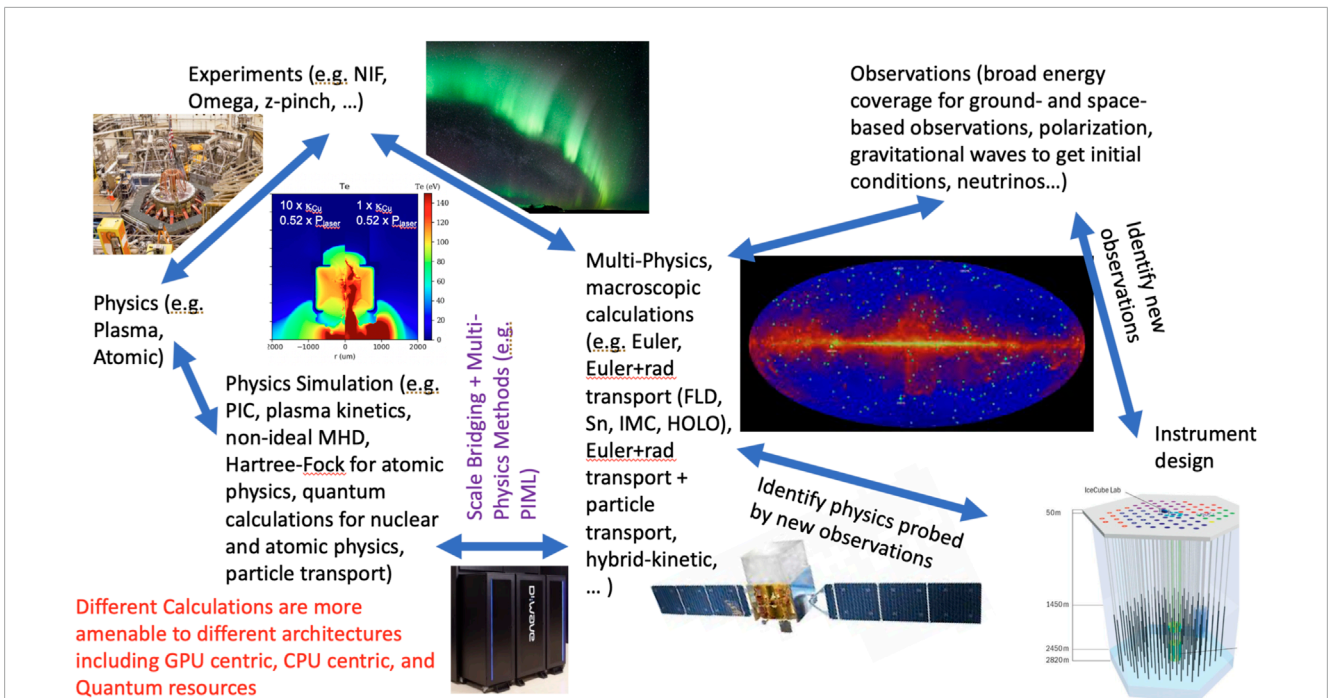 Experiments (e.g. NIF,
Omega, z-pinch, …)
Observations (broad energy
coverage for ground- and space-
based observations, polarization,
gravitational waves to get initial
conditions, neutrinos…)
Te
Te (eV)
10 x κCu
0.52 x Plaser
1 x κCu
0.52 x Plaser
140
120
100
80
60
40
20
0
2000
−1000
0
1000
2000
r (um)
Physics (e.g.
Plasma,
Atomic)
Physics Simulation (e.g.
PIC, plasma kinetics,
non-ideal MHD,
Hartree-Fock for atomic
physics, quantum
calculations for nuclear
and atomic physics,
particle transport)
Different Calculations are more
amenable to different architectures
including GPU centric, CPU centric, and
Quantum resources
Scale Bridging + Multi-
Physics Methods (e.g.
PIML)
D:wave
Multi-Physics,
macroscopic
calculations
(e.g. Euler,
Euler+rad
transport (FLD,
Sn, IMC, HOLO),
Euler+rad
transport +
particle
transport,
hybrid-kinetic,
… )
Identify new
observations
Identify physics probed
by new observations
Instrument
design
IceCube Lab
50m
1450m
2450m
2820m